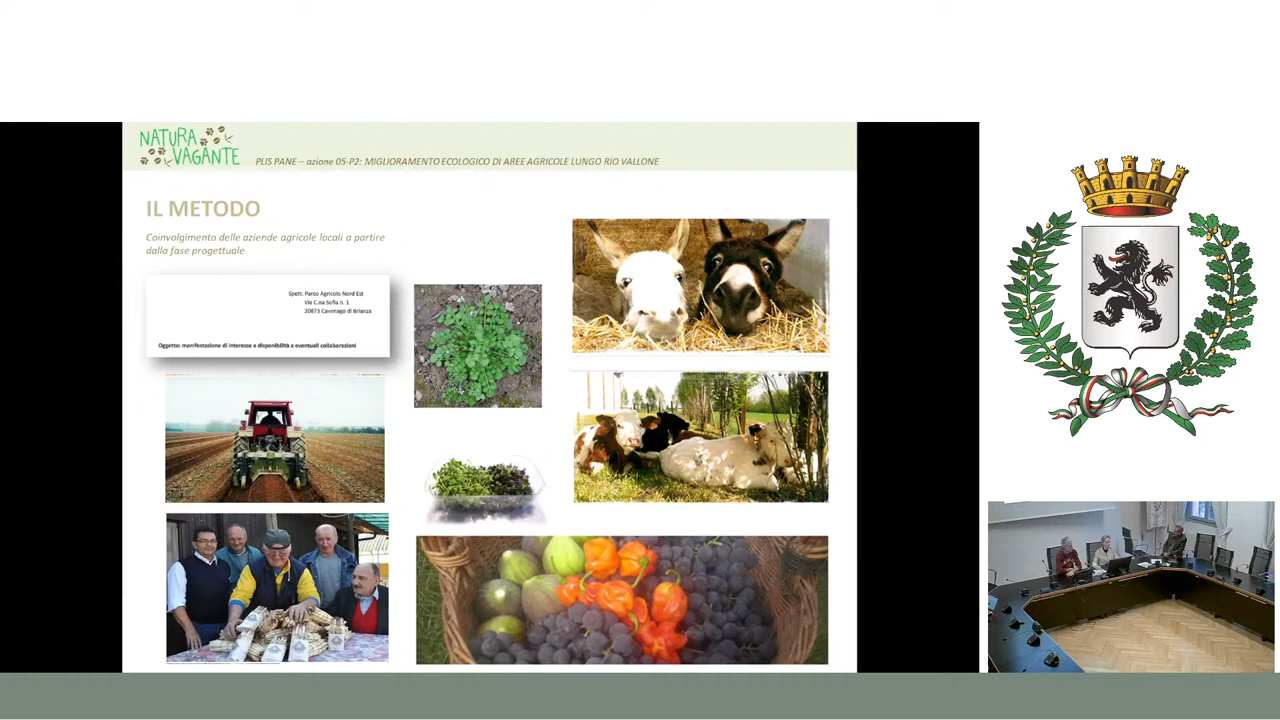 NATURA
VAGANTE
PLIS PANE – azione 05-P2: MIGLIORAMENTO ECOLOGICO DI AREE AGRICOLE LUNGO RIO VALLONE
IL METODO
Coinvolgimento delle aziende agricole locali a partire
dalla fase progettuale
Spett. Parco Agricolo Nord Est
Via C.na Sofia n. 1
20873 Cavenago di Brianza
Oggetto: manifestazione di interesse e disponibilità a eventuali collaborazioni